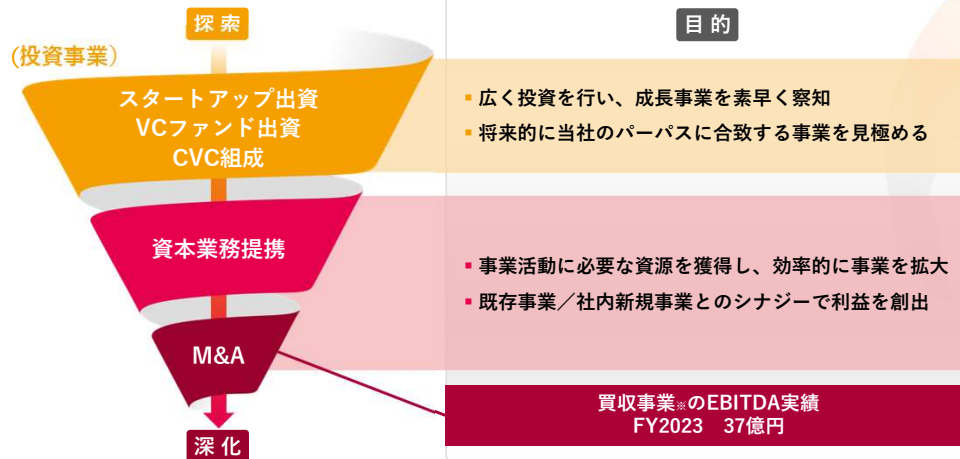 探索
目的
(投資事業)
スタートアップ出資
VCファンド出資
CVC組成
▪ 広く投資を行い、成長事業を素早く察知
▪ 将来的に当社のパーパスに合致する事業を見極める
資本業務提携
▪ 事業活動に必要な資源を獲得し、効率的に事業を拡大
▪ 既存事業／社内新規事業とのシナジーで利益を創出
M&A
買収事業※のEBITDA実績
FY2023 37億円
深化